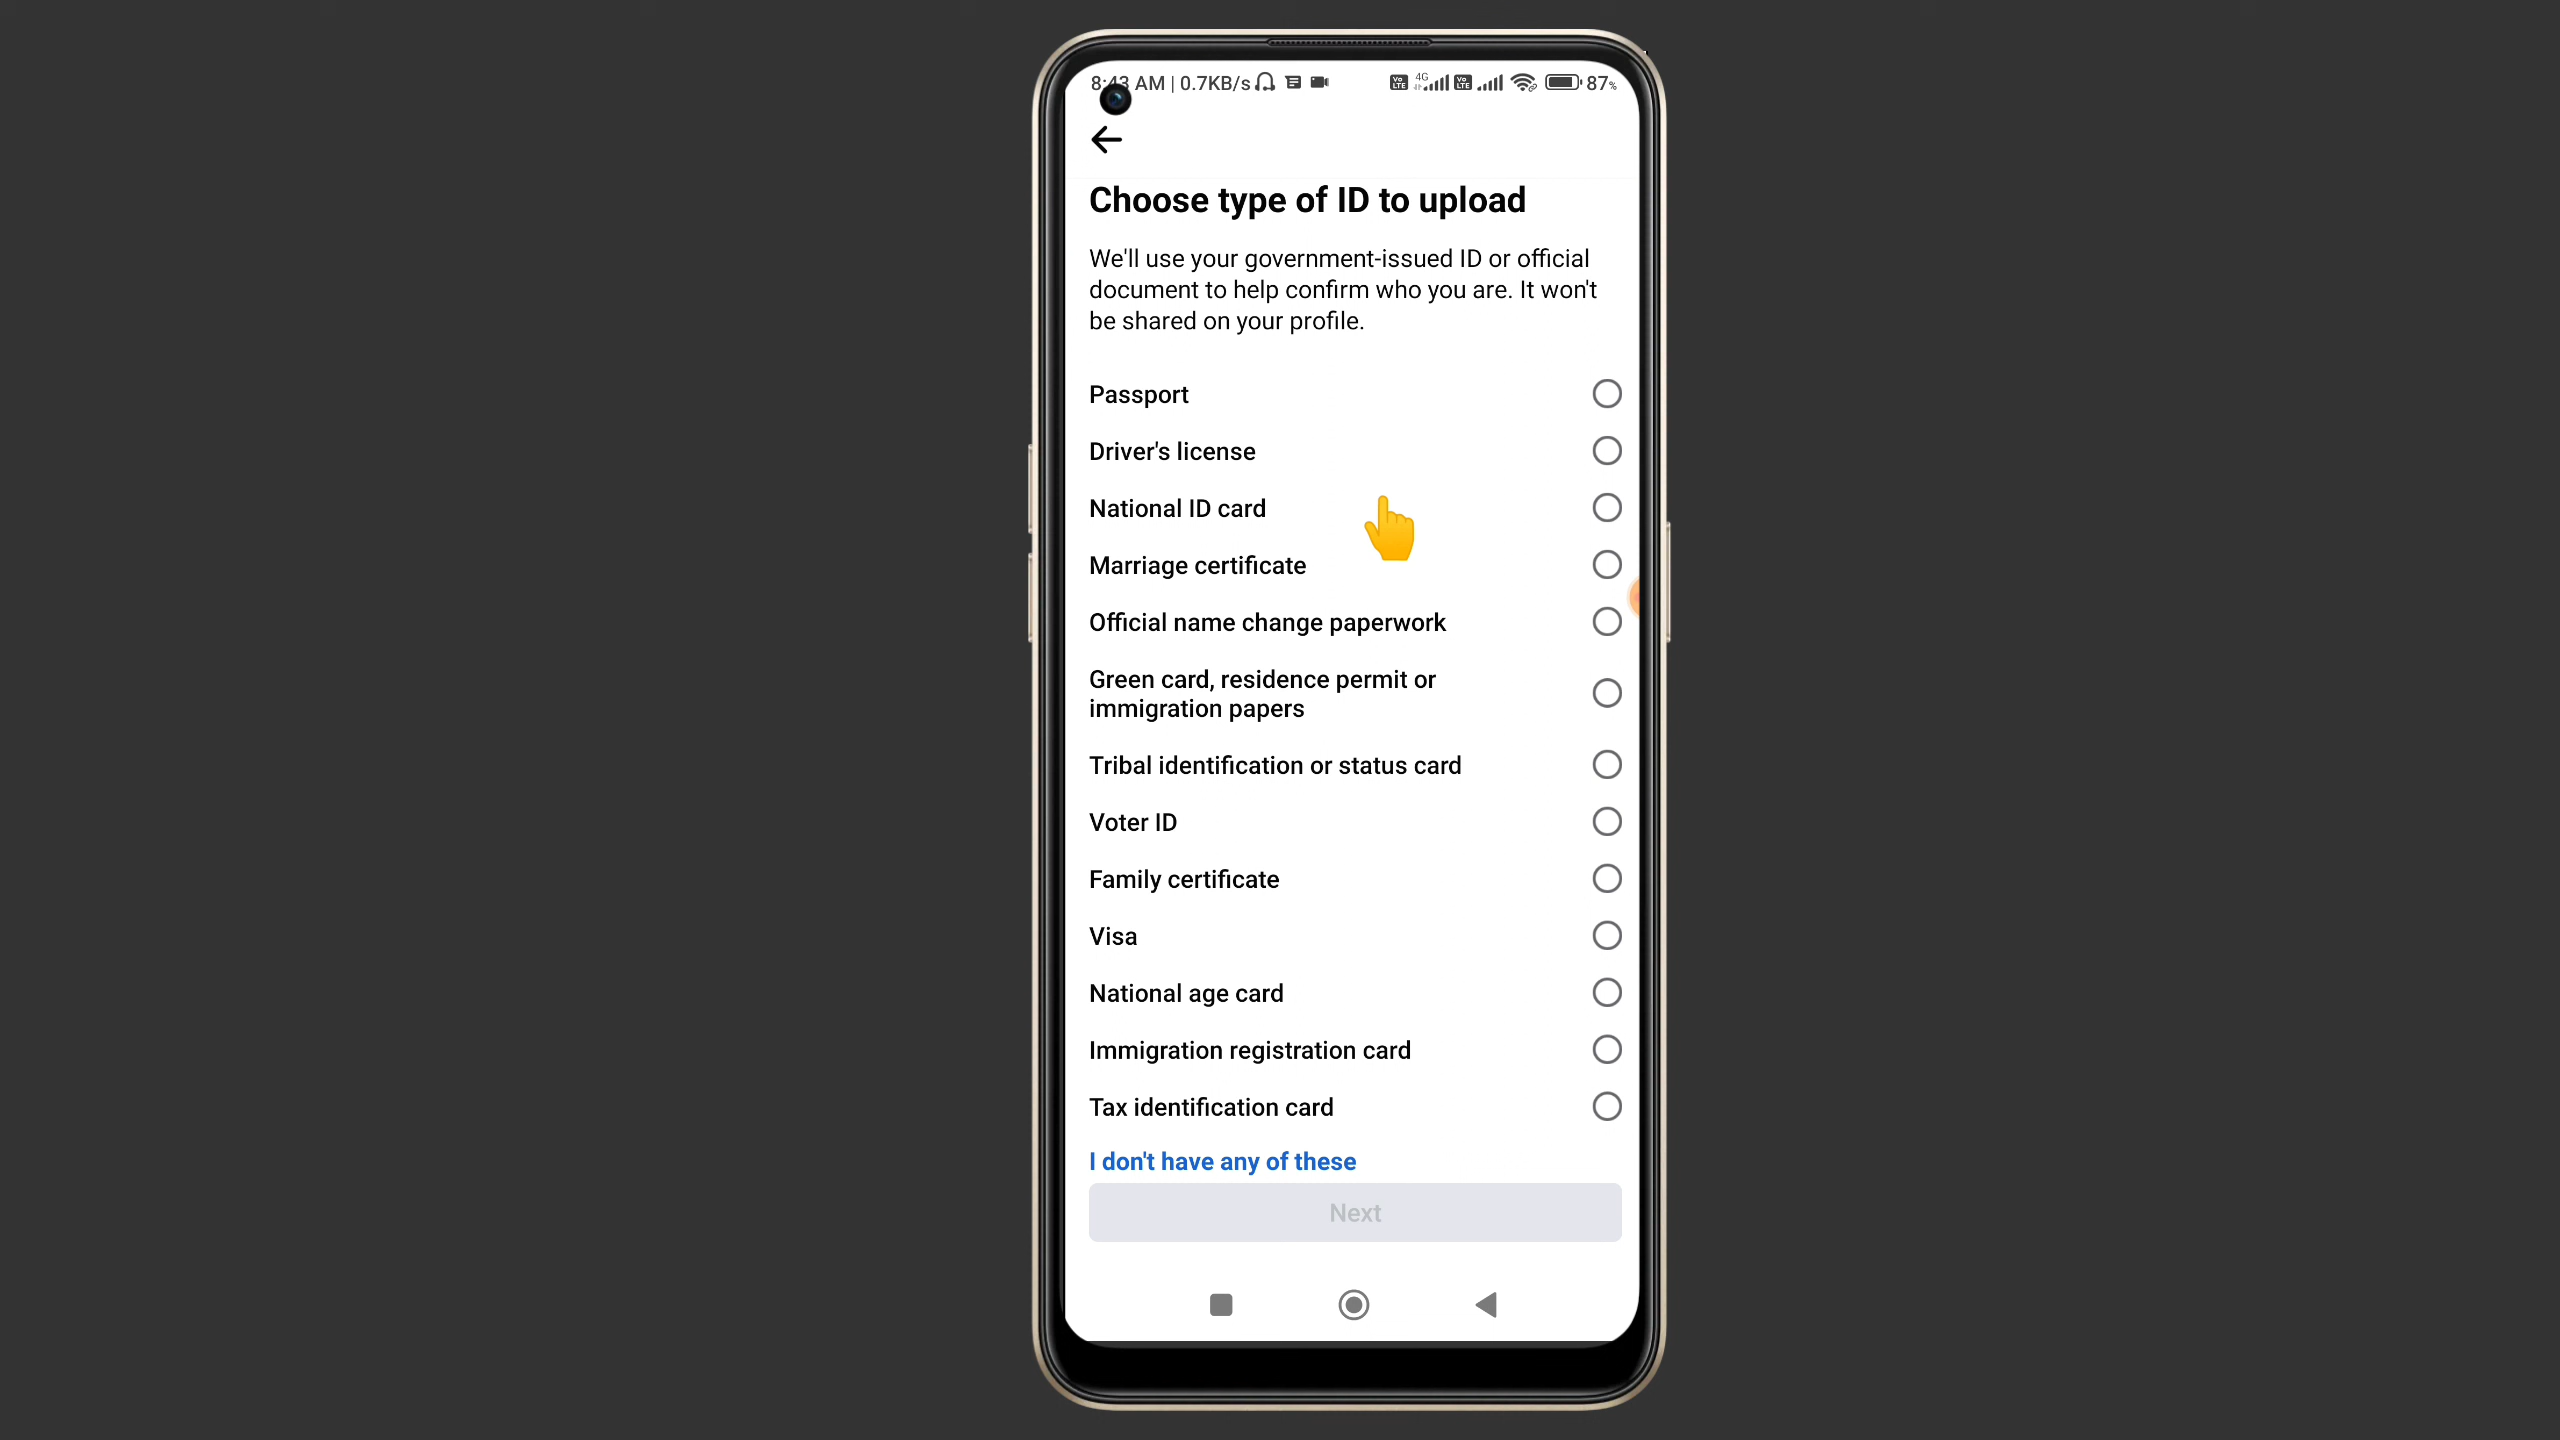 8:43 AM | 0.7KB/s 4G 87%
Choose type of ID to upload
We'll use your government-issued ID or official
document to help confirm who you are. It won't
be shared on your profile.
Passport
Driver's license
National ID card
Marriage certificate
Official name change paperwork
Green card, residence permit or
immigration papers
Tribal identification or status card
Voter ID
Family certificate
Visa
National age card
Immigration registration card
Tax identification card
I don't have any of these
Next